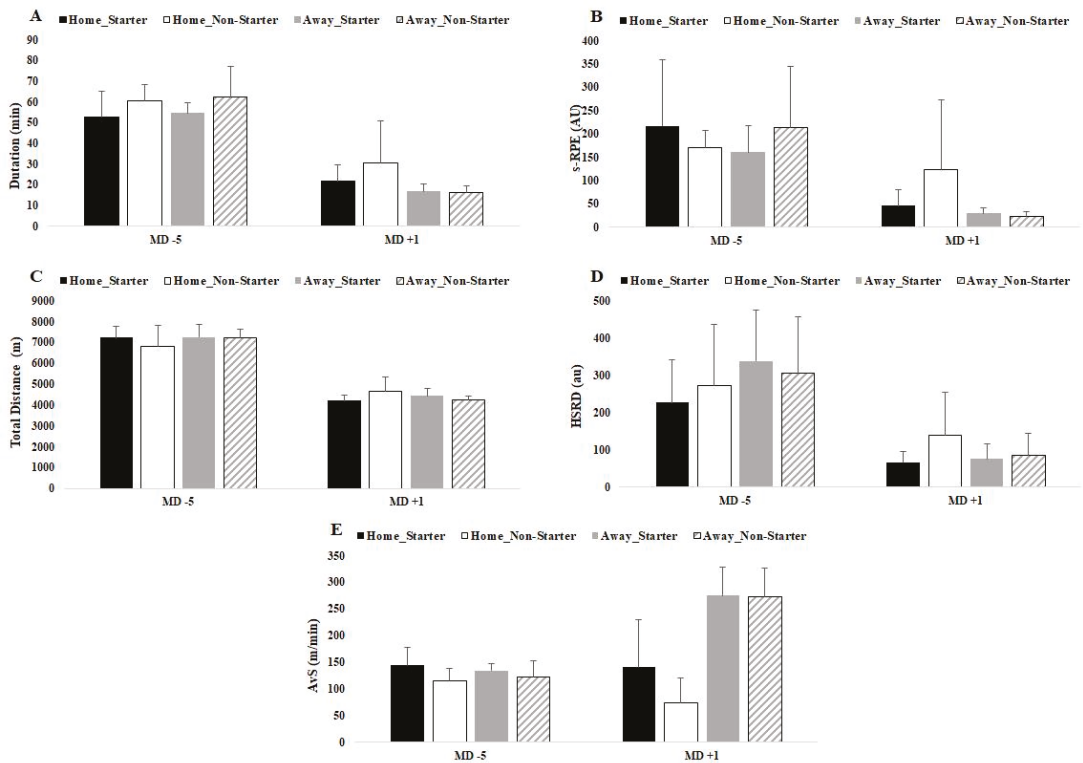 A
Home_Starter Home_Non-Starter Away_Starter Away_Non-Starter
90
80
70
60
50
40
30
20
10
0
Dutation (min)
MD -5 MD +1
B
Home_Starter Home_Non-Starter Away_Starter Away_Non-Starter
400
350
300
250
200
150
100
50
0
s-RPE (AU)
MD -5 MD +1
C
Home_Starter Home_Non-Starter Away_Starter Away_Non-Starter
9000
8000
7000
6000
5000
4000
3000
2000
1000
0
Total Distance (m)
MD -5 MD +1
D
Home_Starter Home_Non-Starter Away_Starter Away_Non-Starter
500
400
300
200
100
0
HSRD (au)
MD -5 MD +1
E
Home_Starter Home_Non-Starter Away_Starter Away_Non-Starter
350
300
250
200
150
100
50
0
AvS (m/min)
MD -5 MD +1